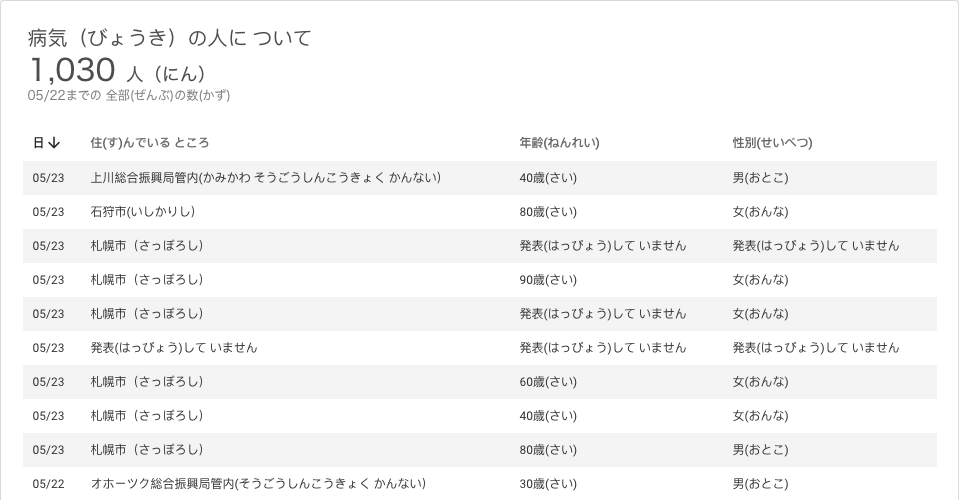 病気（びょうき）の人に ついて
1,030 人（にん）
05/22までの 全部(ぜんぶ)の数(かず)
日↓ 住(す)んでいる ところ 年齢(ねんれい) 性別(せいべつ)
05/23 上川総合振興局管内(かみかわ そうごうしんこうきょく かんない) 40歳(さい) 男(おとこ)
05/23 石狩市(いしかりし) 80歳(さい) 女(おんな)
05/23 札幌市（さっぽろし） 発表(はっぴょう)して いません 発表(はっぴょう)して いません
05/23 札幌市（さっぽろし） 90歳(さい) 女(おんな)
05/23 札幌市（さっぽろし） 発表(はっぴょう)して いません 女(おんな)
05/23 発表(はっぴょう)して いません 発表(はっぴょう)して いません 発表(はっぴょう)して いません
05/23 札幌市（さっぽろし） 60歳(さい) 女(おんな)
05/23 札幌市（さっぽろし） 40歳(さい) 女(おんな)
05/23 札幌市（さっぽろし） 80歳(さい) 男(おとこ)
05/22 オホーツク総合振興局管内(そうごうしんこうきょく かんない) 30歳(さい) 男(おとこ)